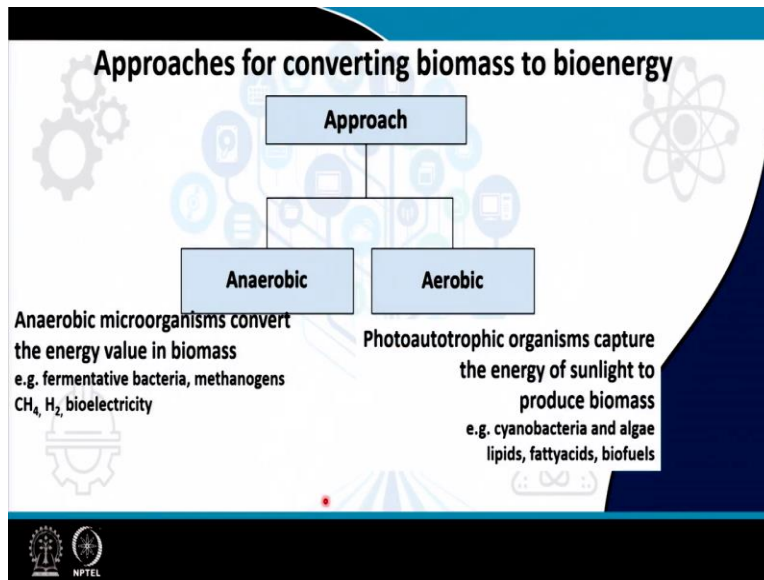 Approaches for converting biomass to bioenergy
Approach
Anaerobic
Aerobic
Anaerobic microorganisms convert
the energy value in biomass
e.g. fermentative bacteria, methanogens
CH4, H2, bioelectricity
Photoautotrophic organisms capture
the energy of sunlight to
produce biomass
e.g. cyanobacteria and algae
lipids, fattyacids, biofuels
NPTEL